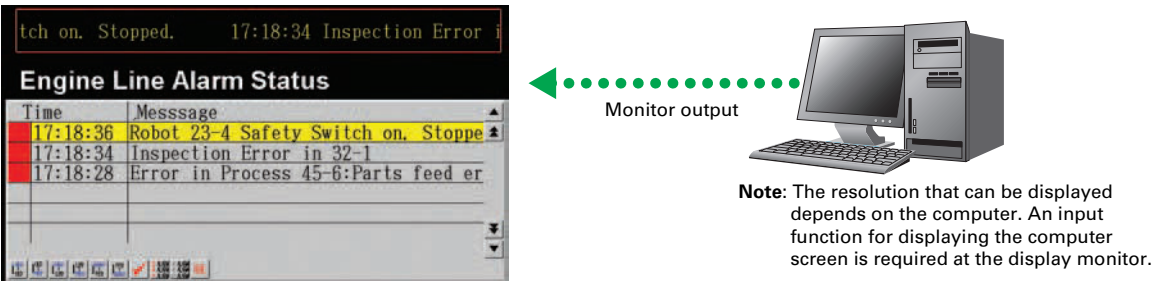 tch on. Stopped. 17:18:34 Inspection Error i
Engine Line Alarm Status
Time Messsage
17:18:36 Robot 23-4 Safety Switch on, Stoppe
17:18:34 Inspection Error in 32-1
17:18:28 Error in Process 45-6:Parts feed er
Monitor output
Note: The resolution that can be displayed
depends on the computer. An input
function for displaying the computer
screen is required at the display monitor.